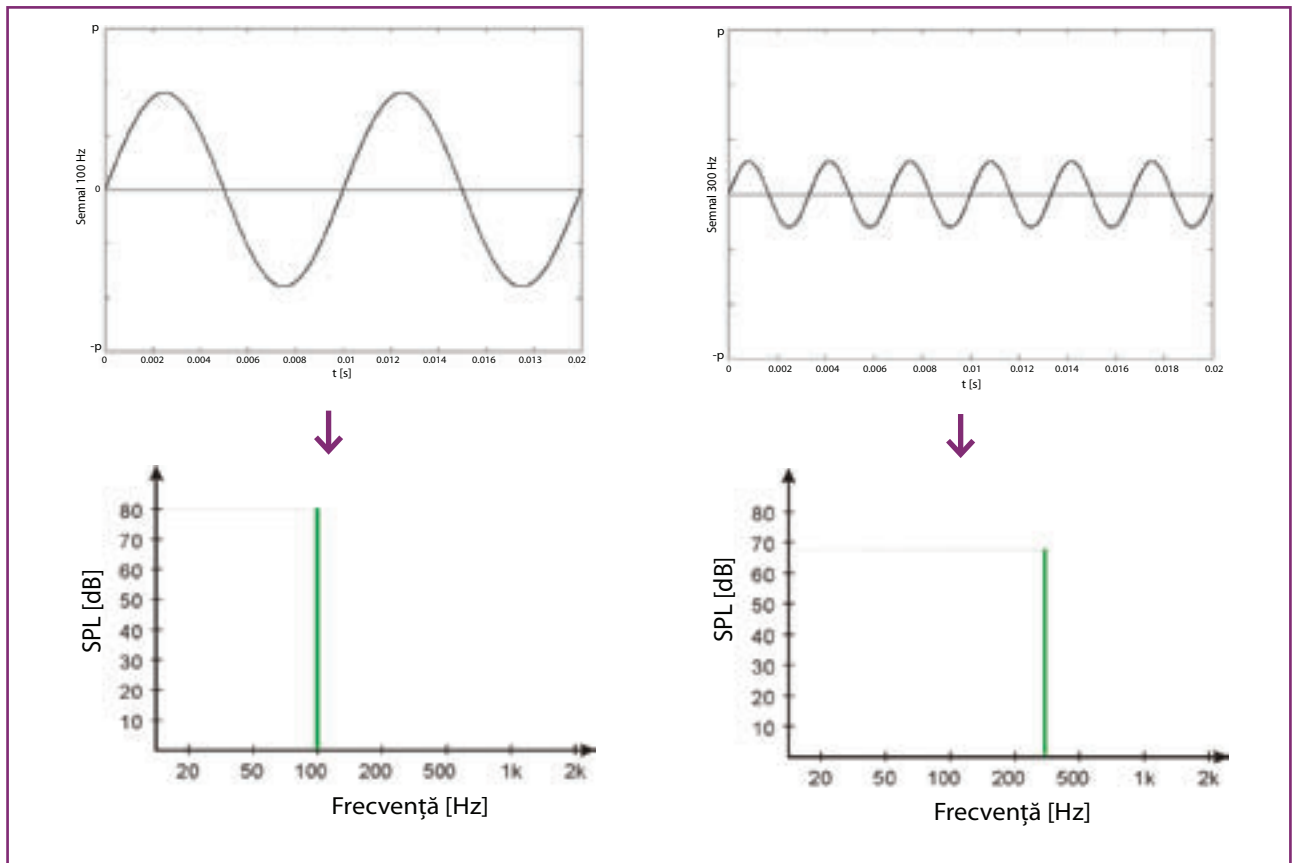 p
Semnal 100 Hz
0
-p
0 0.002 0.004 0.006 0.008 0.01 0.012 0.014 0.016 0.013 0.02
t [s]
p
Semnal 300 Hz
0
-p
0 0.002 0.004 0.006 0.008 0.01 0.012 0.014 0.016 0.018 0.02
t [s]
SPL [dB]
80
70
60
50
40
30
20
10
20 50 100 200 500 1k 2k
Frecvență [Hz]
SPL [dB]
80
70
60
50
40
30
20
10
20 50 100 200 500 1k 2k
Frecvență [Hz]